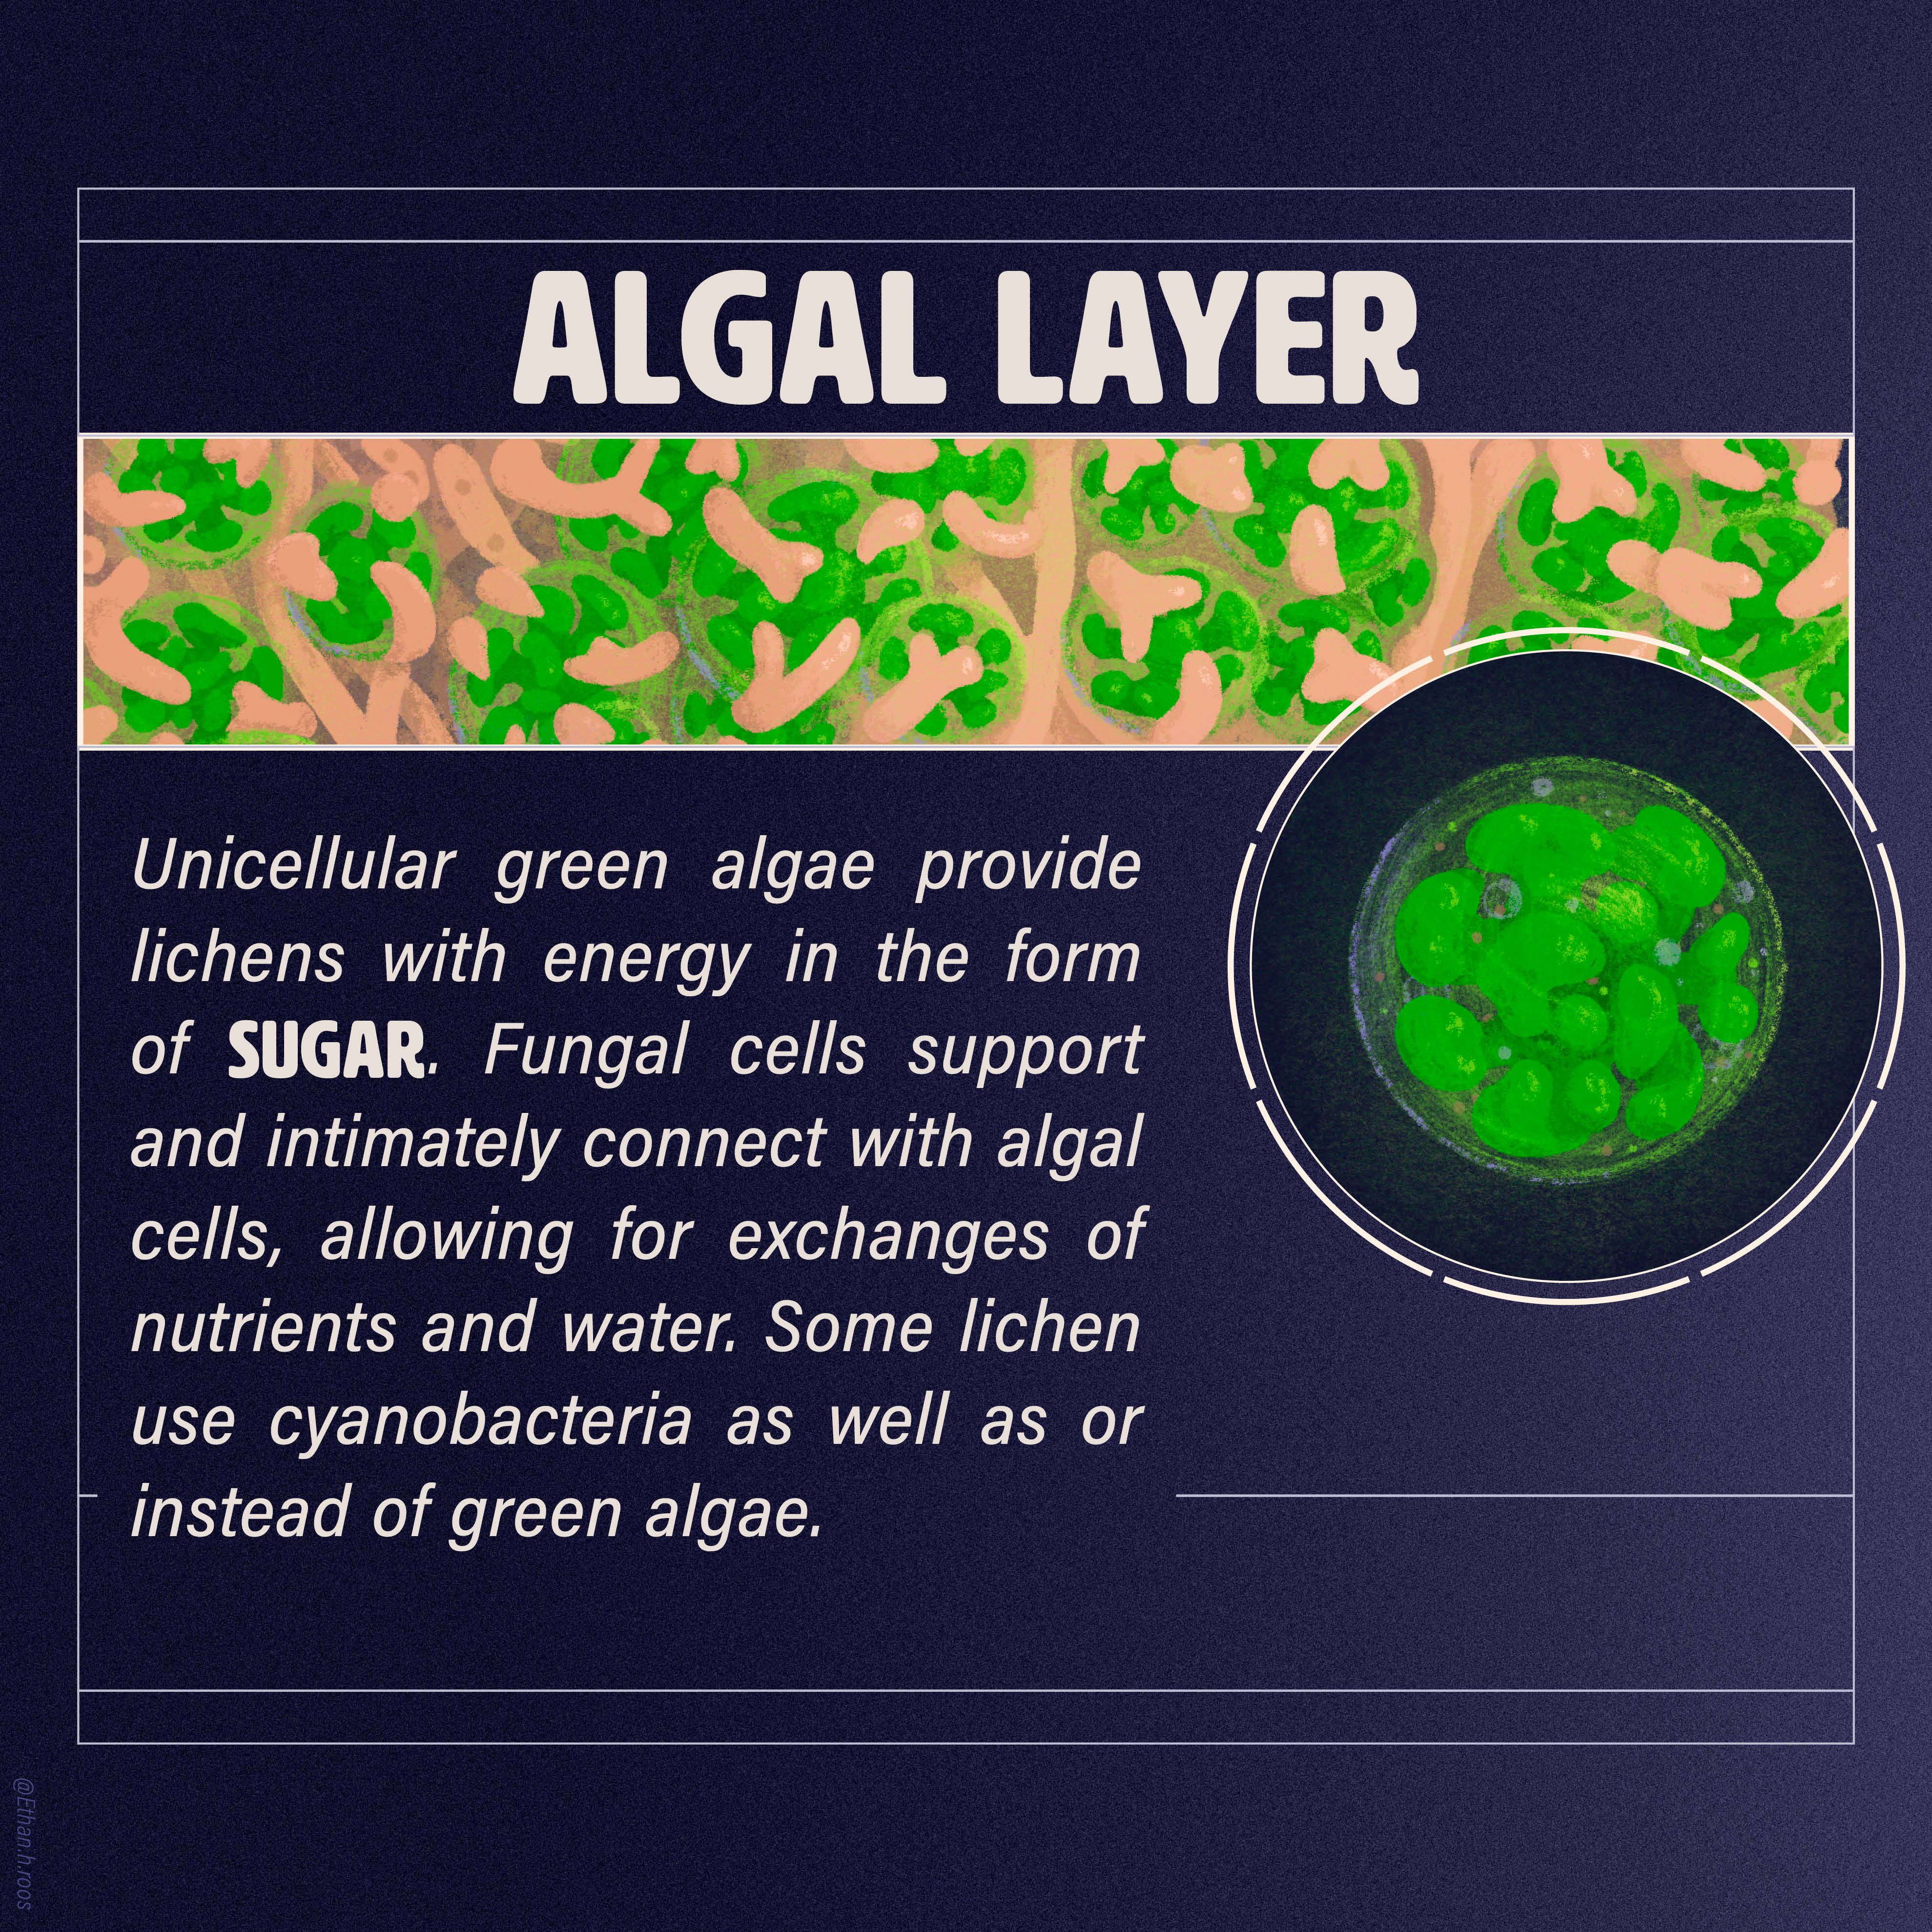 ALGAL LAYER
Unicellular green algae provide
lichens with energy in the form
of SUGAR. Fungal cells support
and intimately connect with algal
cells, allowing for exchanges of
nutrients and water. Some lichen
use cyanobacteria as well as or
instead of green algae.
@Ethan.h.roos